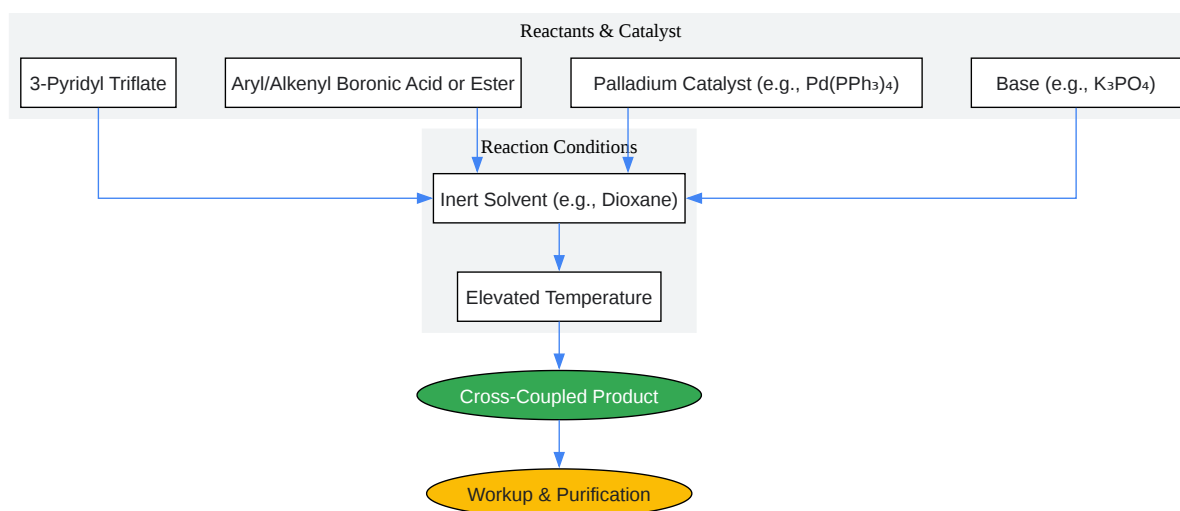 Reactants & Catalyst
3-Pyridyl Triflate
Aryl/Alkenyl Boronic Acid or Ester
Palladium Catalyst (e.g., Pd(PPh₃)₄)
Base (e.g., K₃PO₄)
Reaction Conditions
Inert Solvent (e.g., Dioxane)
Elevated Temperature
Cross-Coupled Product
Workup & Purification